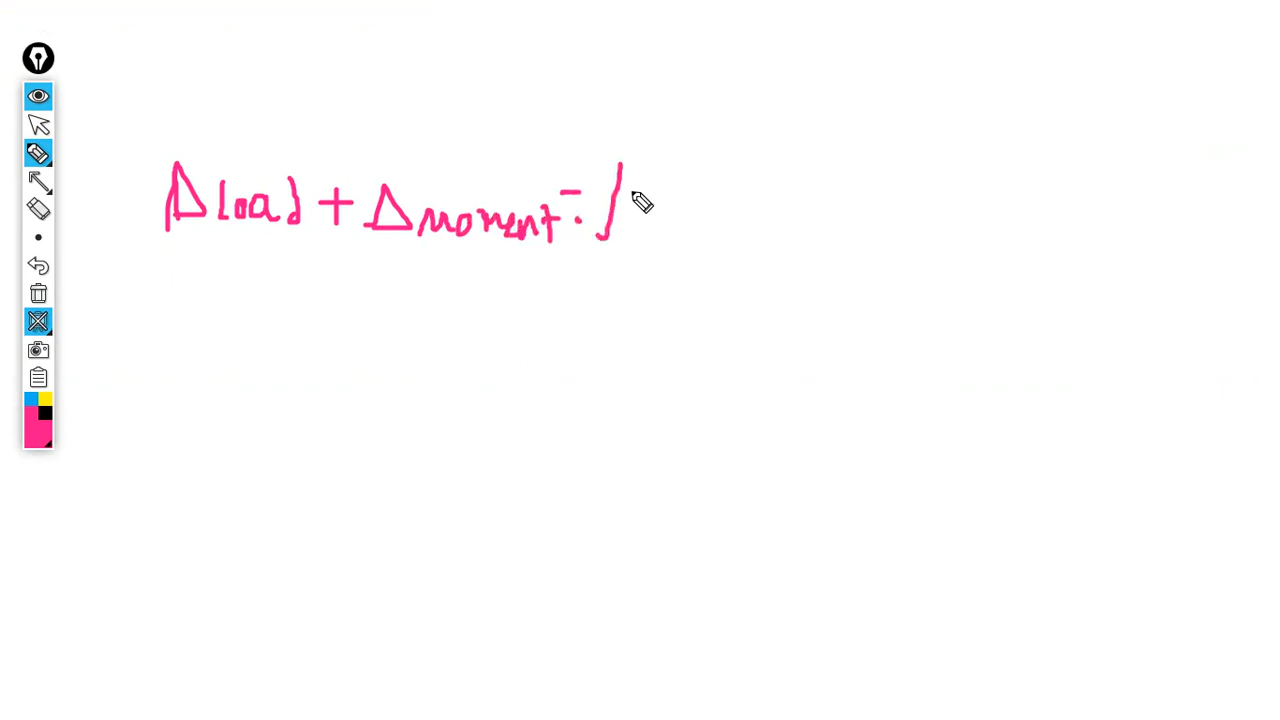 Δload + Δmoment = ∫